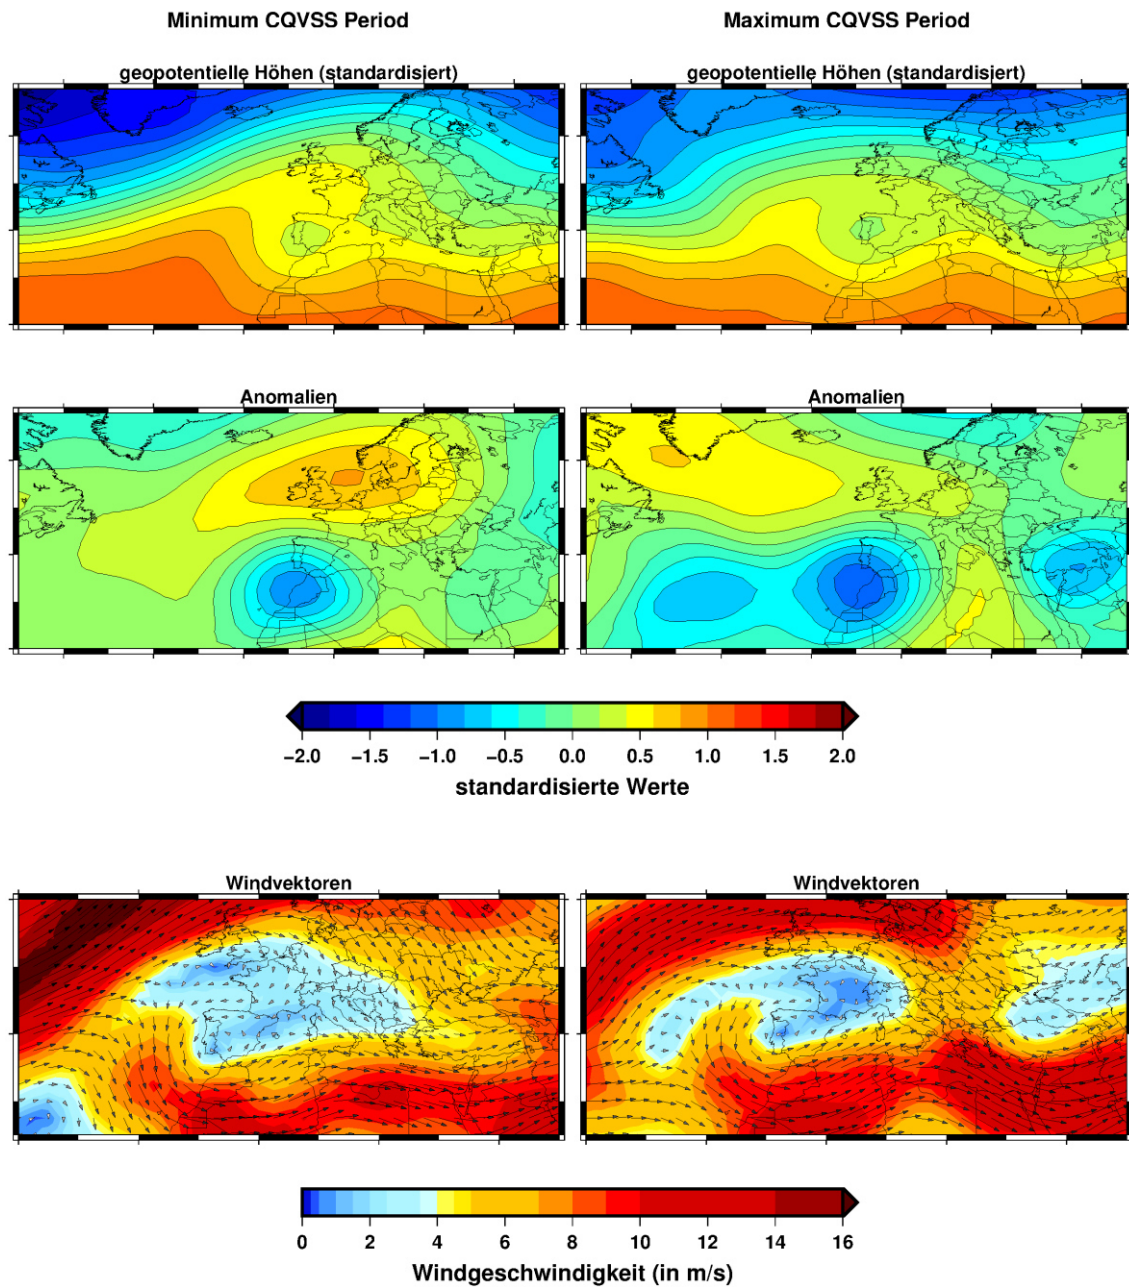 Minimum CQVSS Period
Maximum CQVSS Period
geopotentielle Höhen (standardisiert)
geopotentielle Höhen (standardisiert)
Anomalien
Anomalien
−2.0 −1.5 −1.0 −0.5 0.0 0.5 1.0 1.5 2.0
standardisierte Werte
Windvektoren
Windvektoren
0 2 4 6 8 10 12 14 16
Windgeschwindigkeit (in m/s)